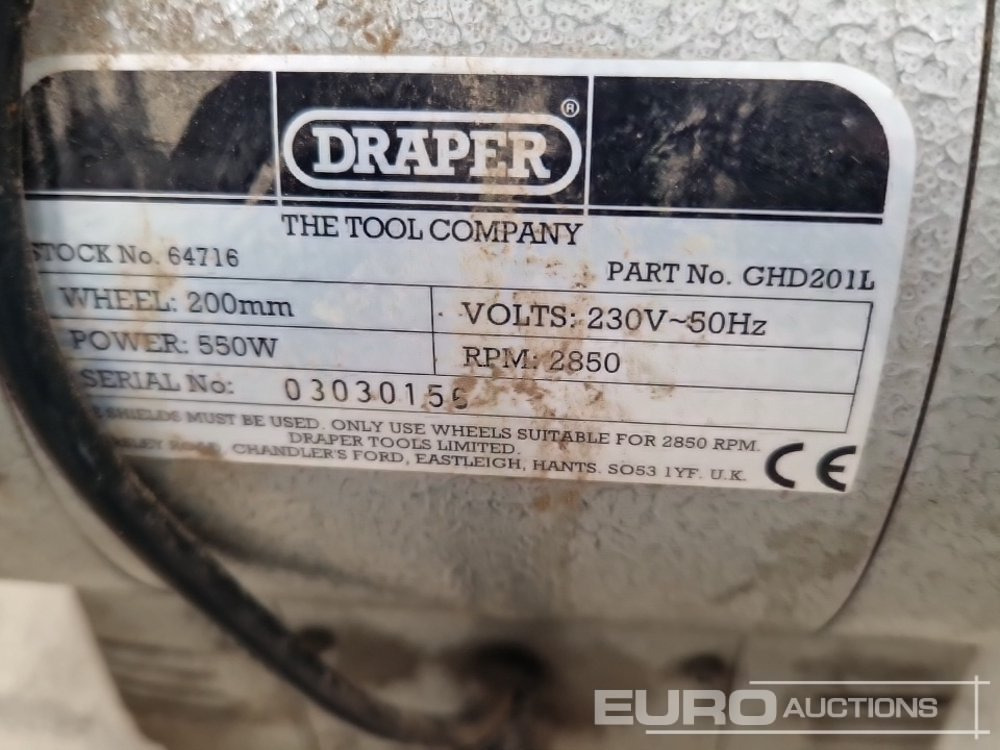 DRAPER®
THE TOOL COMPANY
STOCK No. 64716
PART No. GHD201L
WHEEL: 200mm
VOLTS: 230V~50Hz
POWER: 550W
RPM: 2850
SERIAL No: 03030156
SHIELDS MUST BE USED. ONLY USE WHEELS SUITABLE FOR 2850 RPM.
DRAPER TOOLS LIMITED.
CHANDLER'S FORD, EASTLEIGH, HANTS. SO53 1YF. U.K.
CE
EURO AUCTIONS